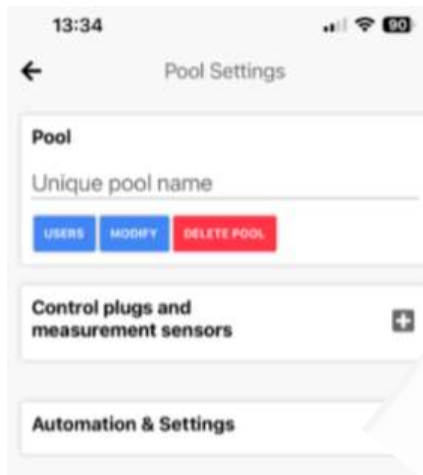 13:34
90
Pool Settings
Pool
Unique pool name
USERS MODIFY DELETE POOL
Control plugs and
measurement sensors
Automation & Settings